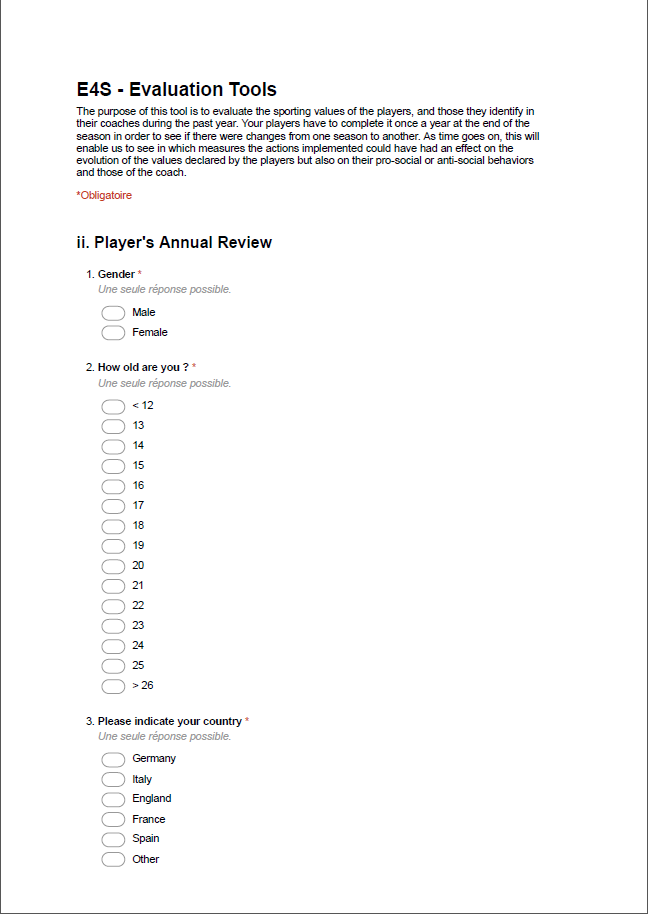 E4S - Evaluation Tools
The purpose of this tool is to evaluate the sporting values of the players, and those they identify in
their coaches during the past year. Your players have to complete it once a year at the end of the
season in order to see if there were changes from one season to another. As time goes on, this will
enable us to see in which measures the actions implemented could have had an effect on the
evolution of the values declared by the players but also on their pro-social or anti-social behaviors
and those of the coach.
*Obligatoire
ii. Player's Annual Review
1. Gender *
Une seule réponse possible.
Male
Female
2. How old are you ? *
Une seule réponse possible.
< 12
13
14
15
16
17
18
19
20
21
22
23
24
25
> 26
3. Please indicate your country *
Une seule réponse possible.
Germany
Italy
England
France
Spain
Other